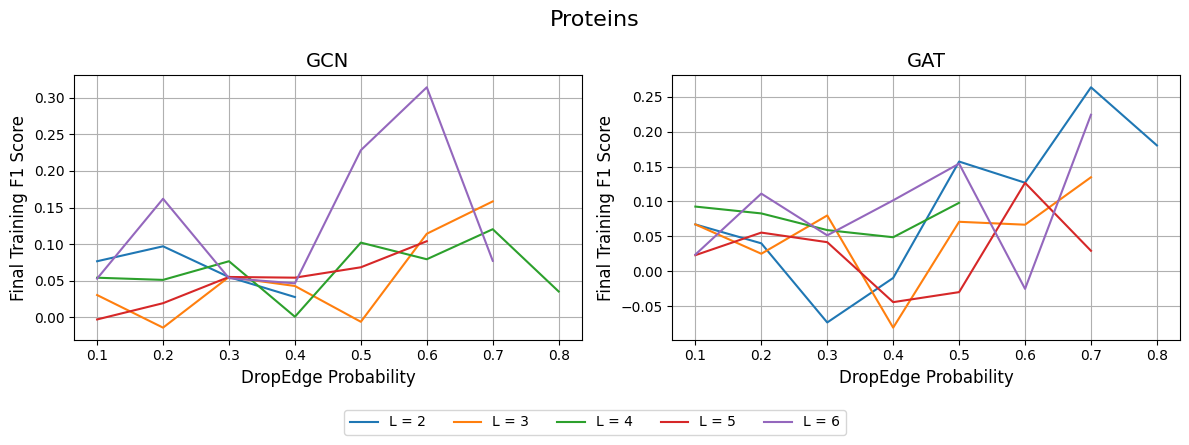 Proteins
GCN
Final Training F1 Score
0.30
0.25
0.20
0.15
0.10
0.05
0.00
0.1 0.2 0.3 0.4 0.5 0.6 0.7 0.8
DropEdge Probability
GAT
Final Training F1 Score
0.25
0.20
0.15
0.10
0.05
0.00
−0.05
0.1 0.2 0.3 0.4 0.5 0.6 0.7 0.8
DropEdge Probability
L = 2 L = 3 L = 4 L = 5 L = 6